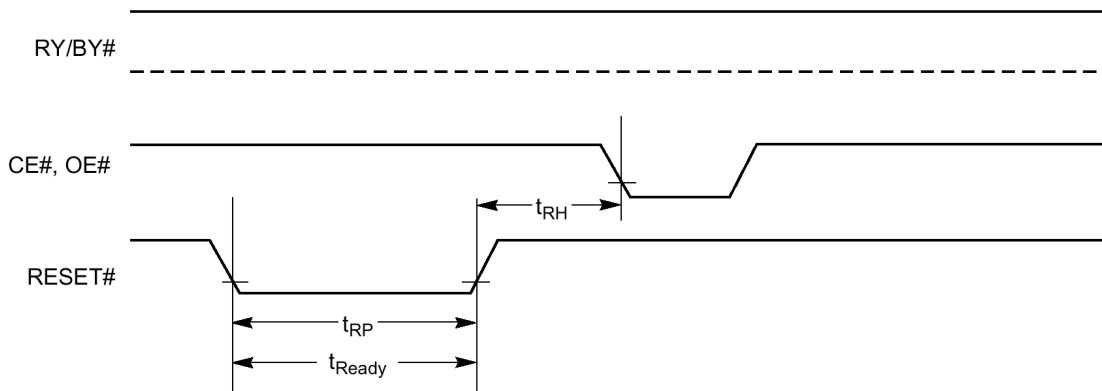 RY/BY#
CE#, OE#
tRH
RESET#
tRP
tReady